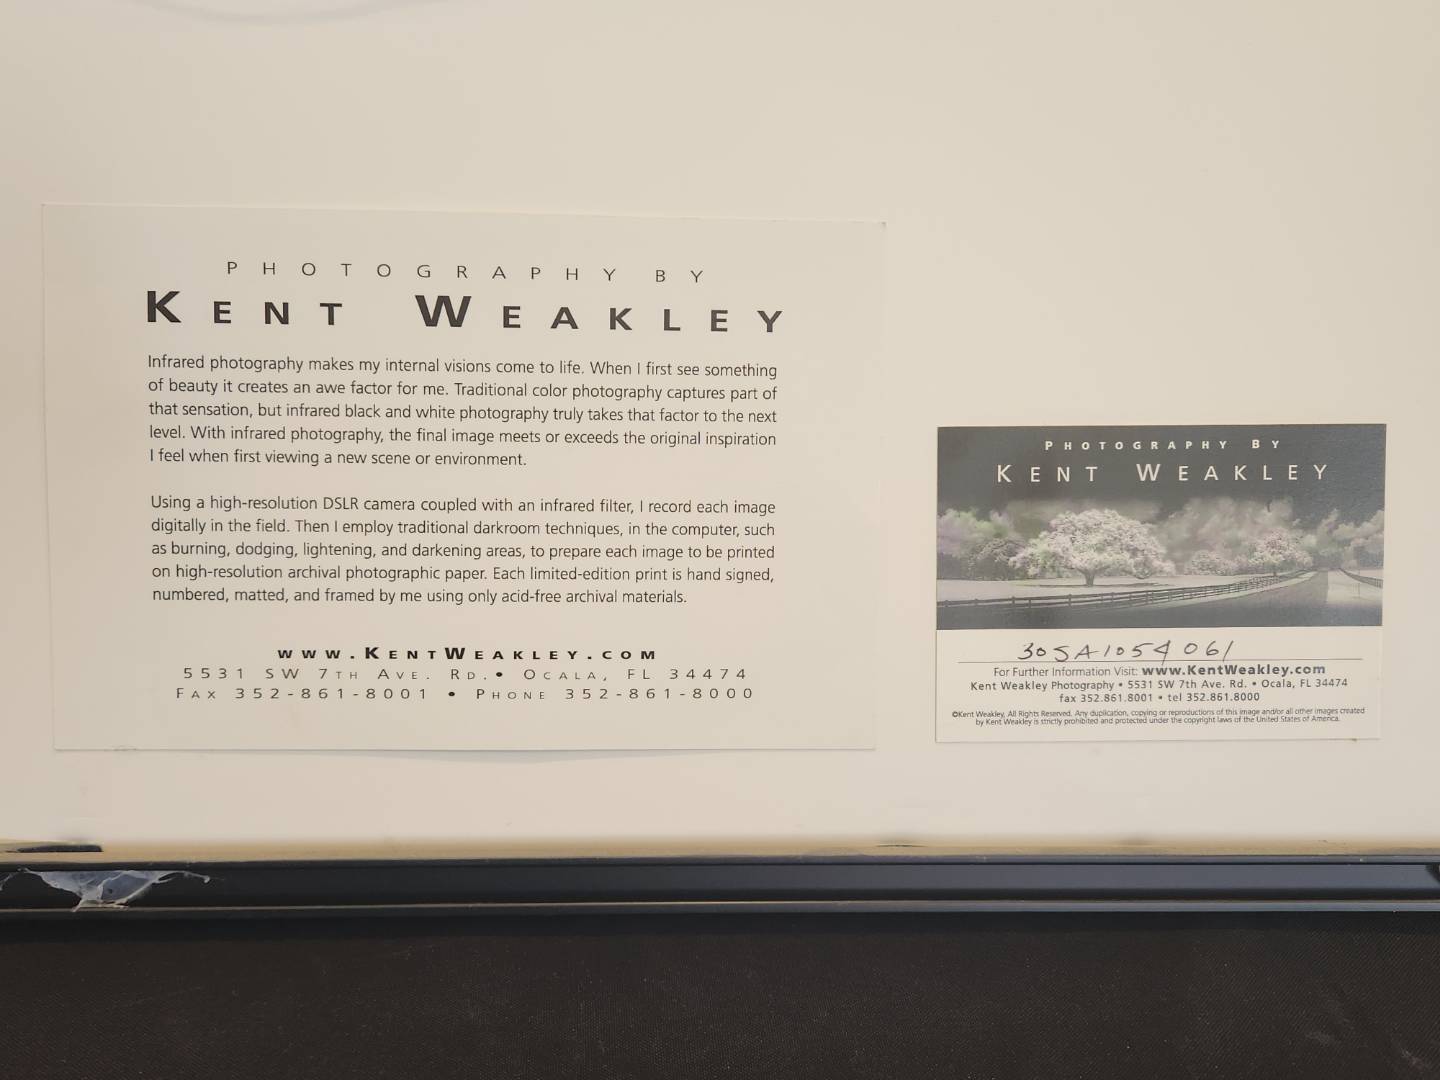 PHOTOGRAPHY BY
KENT WEAKLEY
Infrared photography makes my internal visions come to life. When I first see something
of beauty it creates an awe factor for me. Traditional color photography captures part of
that sensation, but infrared black and white photography truly takes that factor to the next
level. With infrared photography, the final image meets or exceeds the original inspiration
I feel when first viewing a new scene or environment.
Using a high-resolution DSLR camera coupled with an infrared filter, I record each image
digitally in the field. Then I employ traditional darkroom techniques, in the computer, such
as burning, dodging, lightening, and darkening areas, to prepare each image to be printed
on high-resolution archival photographic paper. Each limited-edition print is hand signed,
numbered, matted, and framed by me using only acid-free archival materials.
WWW.KENTWEAKLEY.COM
5531 SW 7TH AVE. RD.• OCALA, FL 34474
FAX 352-861-8001 • PHONE 352-861-8000
PHOTOGRAPHY BY
KENT WEAKLEY
305A1054061
For Further Information Visit: www.KentWeakley.com
Kent Weakley Photography • 5531 SW 7th Ave. Rd. • Ocala, FL 34474
fax 352.861.8001 • tel 352.861.8000
©Kent Weakley, All Rights Reserved. Any duplication, copying or reproductions of this image and/or all other images created
by Kent Weakley is strictly prohibited and protected under the copyright laws of the United States of America.